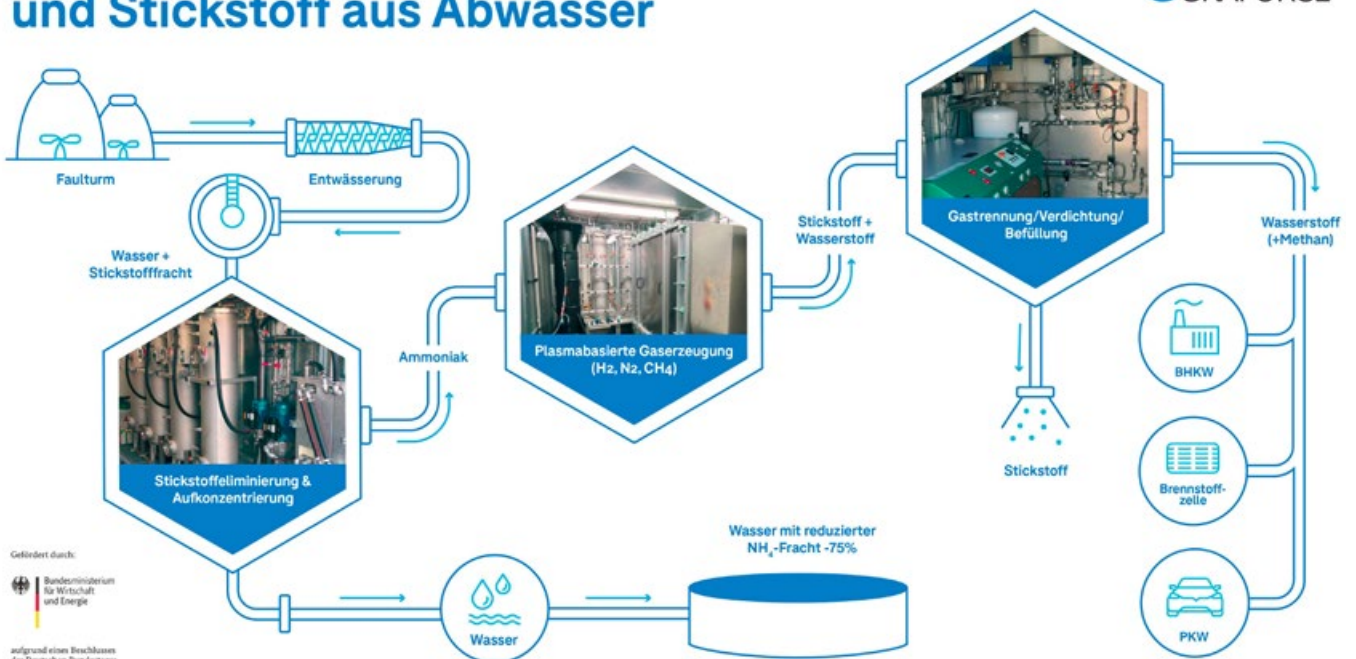 und Stickstoff aus Abwasser
Faulturm
Entwässerung
Wasser +
Stickstofffracht
Stickstoffeliminierung &
Aufkonzentrierung
Ammoniak
Plasmabasierte Gaserzeugung
(H2, N2, CH4)
Stickstoff +
Wasserstoff
Gastrennung/Verdichtung/
Befüllung
Wasserstoff
(+Methan)
Stickstoff
BHKW
Brennstoff-
zelle
PKW
Wasser
Wasser mit reduzierter
NH₄-Fracht -75%
Gefördert durch:
Bundesministerium
für Wirtschaft
und Energie
aufgrund eines Beschlusses